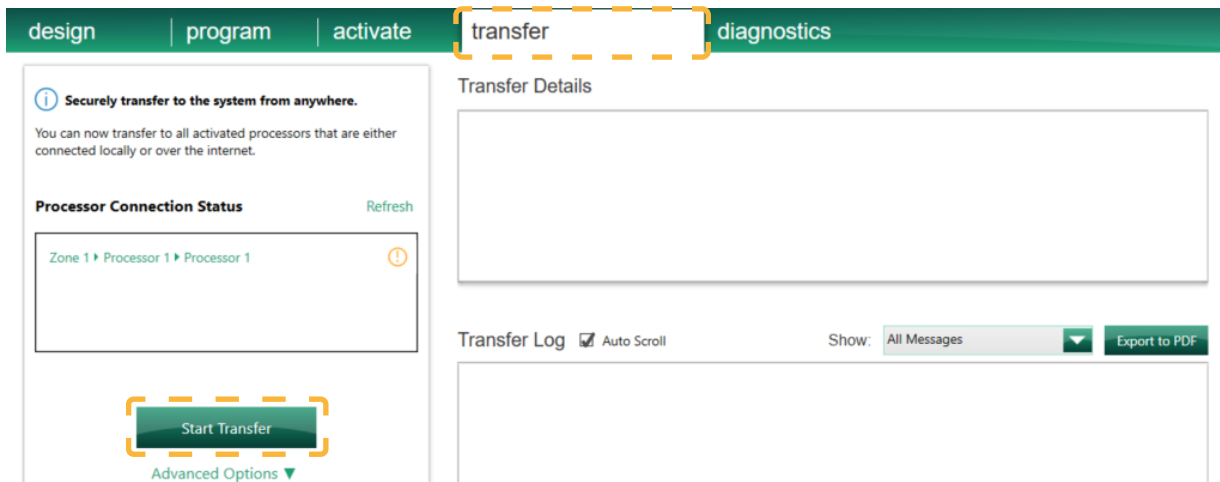 design
program
activate
transfer
diagnostics
Securely transfer to the system from anywhere.
You can now transfer to all activated processors that are either
connected locally or over the internet.
Processor Connection Status
Refresh
Zone 1 Processor 1 Processor 1
Start Transfer
Advanced Options ▼
Transfer Details
Transfer Log
Auto Scroll
Show:
All Messages
Export to PDF